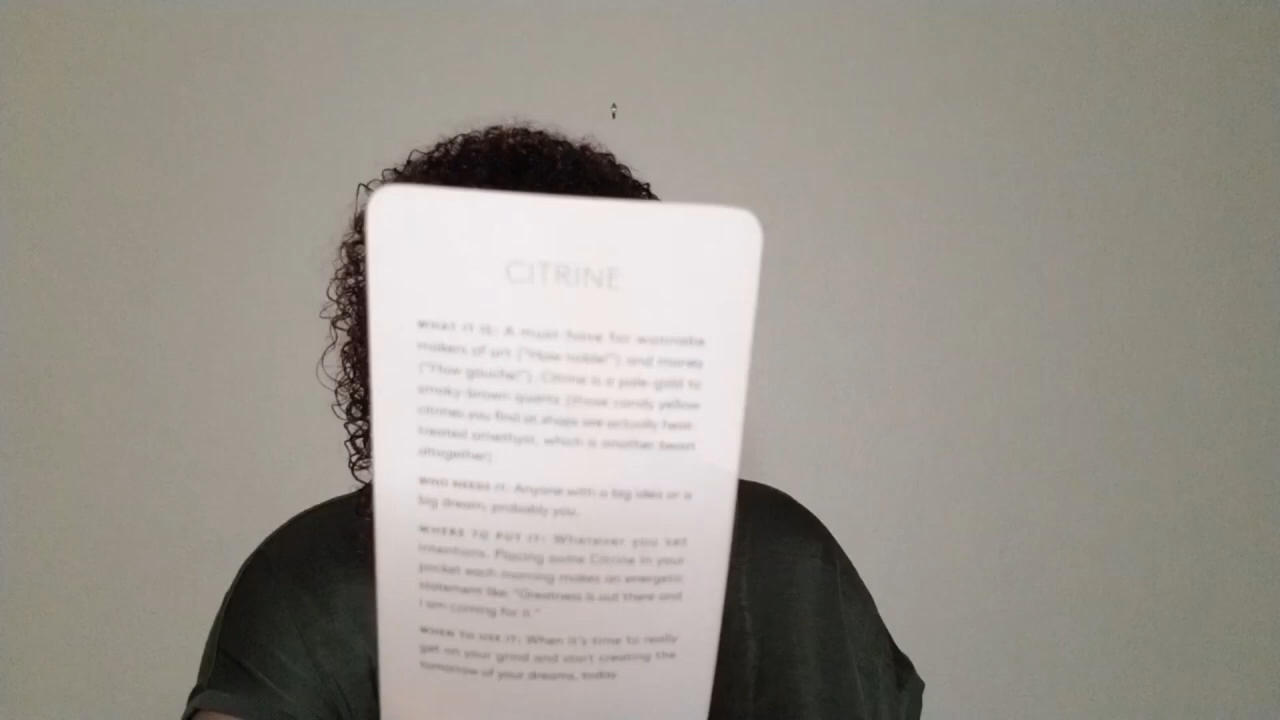 CITRINE
WHAT IT IS: A must-have for wannabe
makers of art ("How noble!") and money
("How gauche!"). Citrine is a pale-gold to
smoky-brown quartz (those candy yellow
citrines you find at shops are actually heat-
treated amethyst, which is another beast
altogether).
WHO NEEDS IT: Anyone with a big idea or a
big dream, probably you.
WHERE TO PUT IT: Wherever you set
intentions. Placing some Citrine in your
pocket each morning makes an energetic
statement like "Greatness is out there and
I am coming for it."
WHEN TO USE IT: When it's time to really
get on your grind and start creating the
tomorrow of your dreams, today